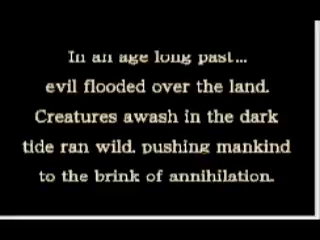 In an age long past...
evil flooded over the land.
Creatures awash in the dark
tide ran wild, pushing mankind
to the brink of annihilation.